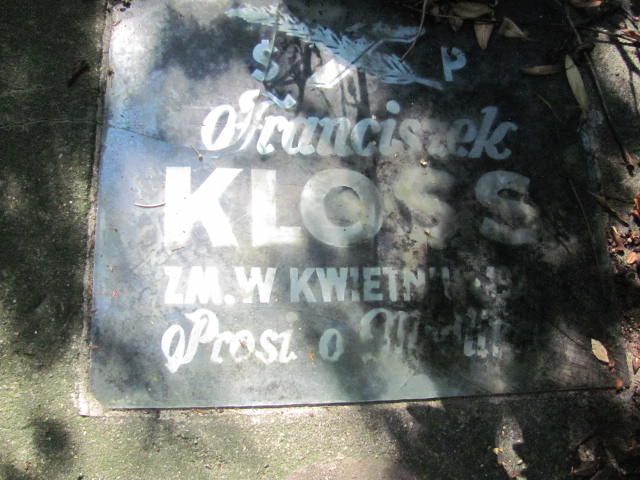 Ś P
Franciszek
KLOSS
ZM. W KWIETNIU
Prosi o